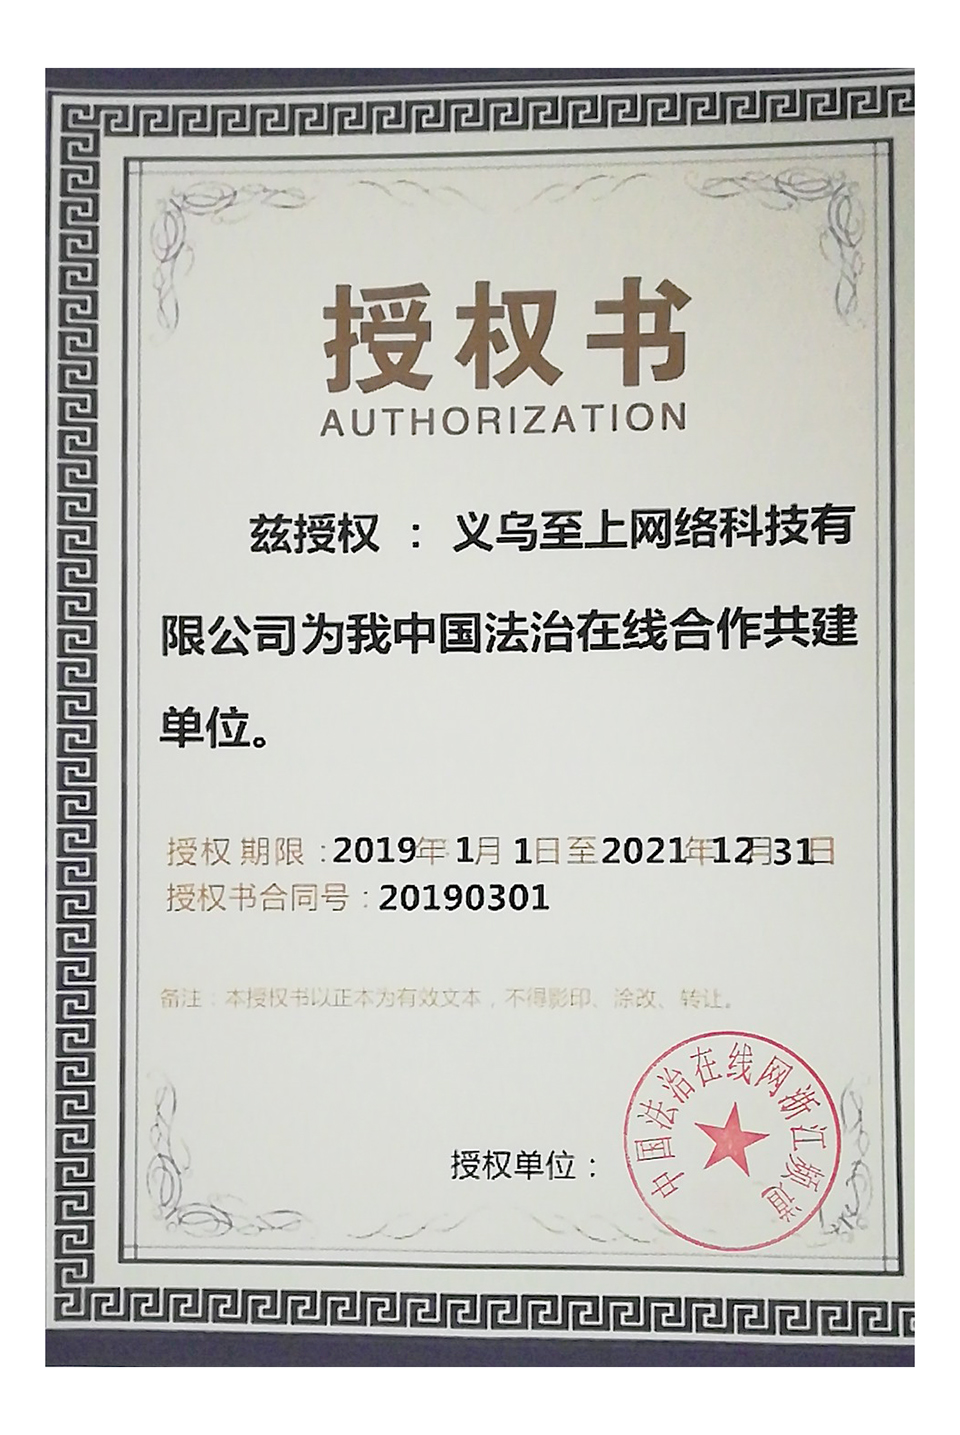 授权书
AUTHORIZATION
兹授权：义乌至上网络科技有
限公司为我中国法治在线合作共建
单位。
授权期限：2019年1月1日至2021年12月31日
授权书合同号：20190301
备注：本授权书以正本为有效文本，不得影印、涂改、转让。
中国法治在线网浙江频道
授权单位：